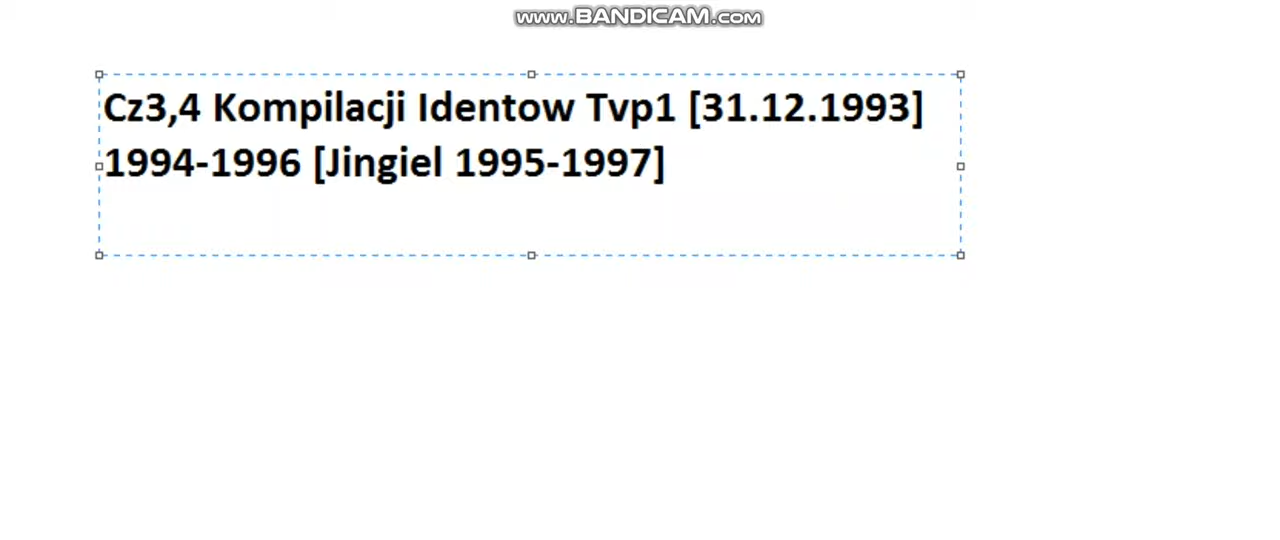 www.BANDICAM.com
Cz3,4 Kompilacji Identow Tvp1 [31.12.1993]
1994-1996 [Jingiel 1995-1997]